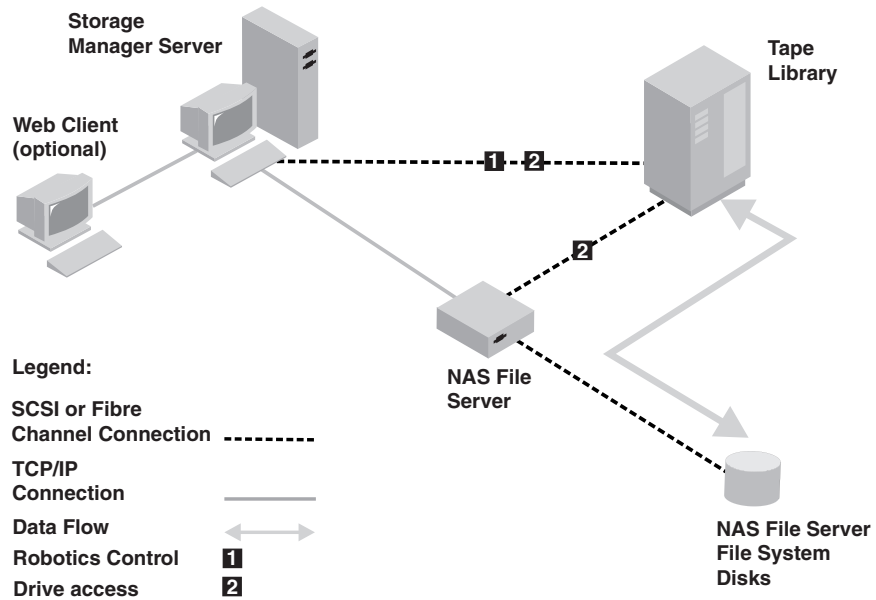 Storage
Manager Server
Tape
Library
Web Client
(optional)
1 2
2
NAS File
Server
Legend:
SCSI or Fibre
Channel Connection
TCP/IP
Connection
Data Flow
Robotics Control 1
Drive access 2
NAS File Server
File System
Disks